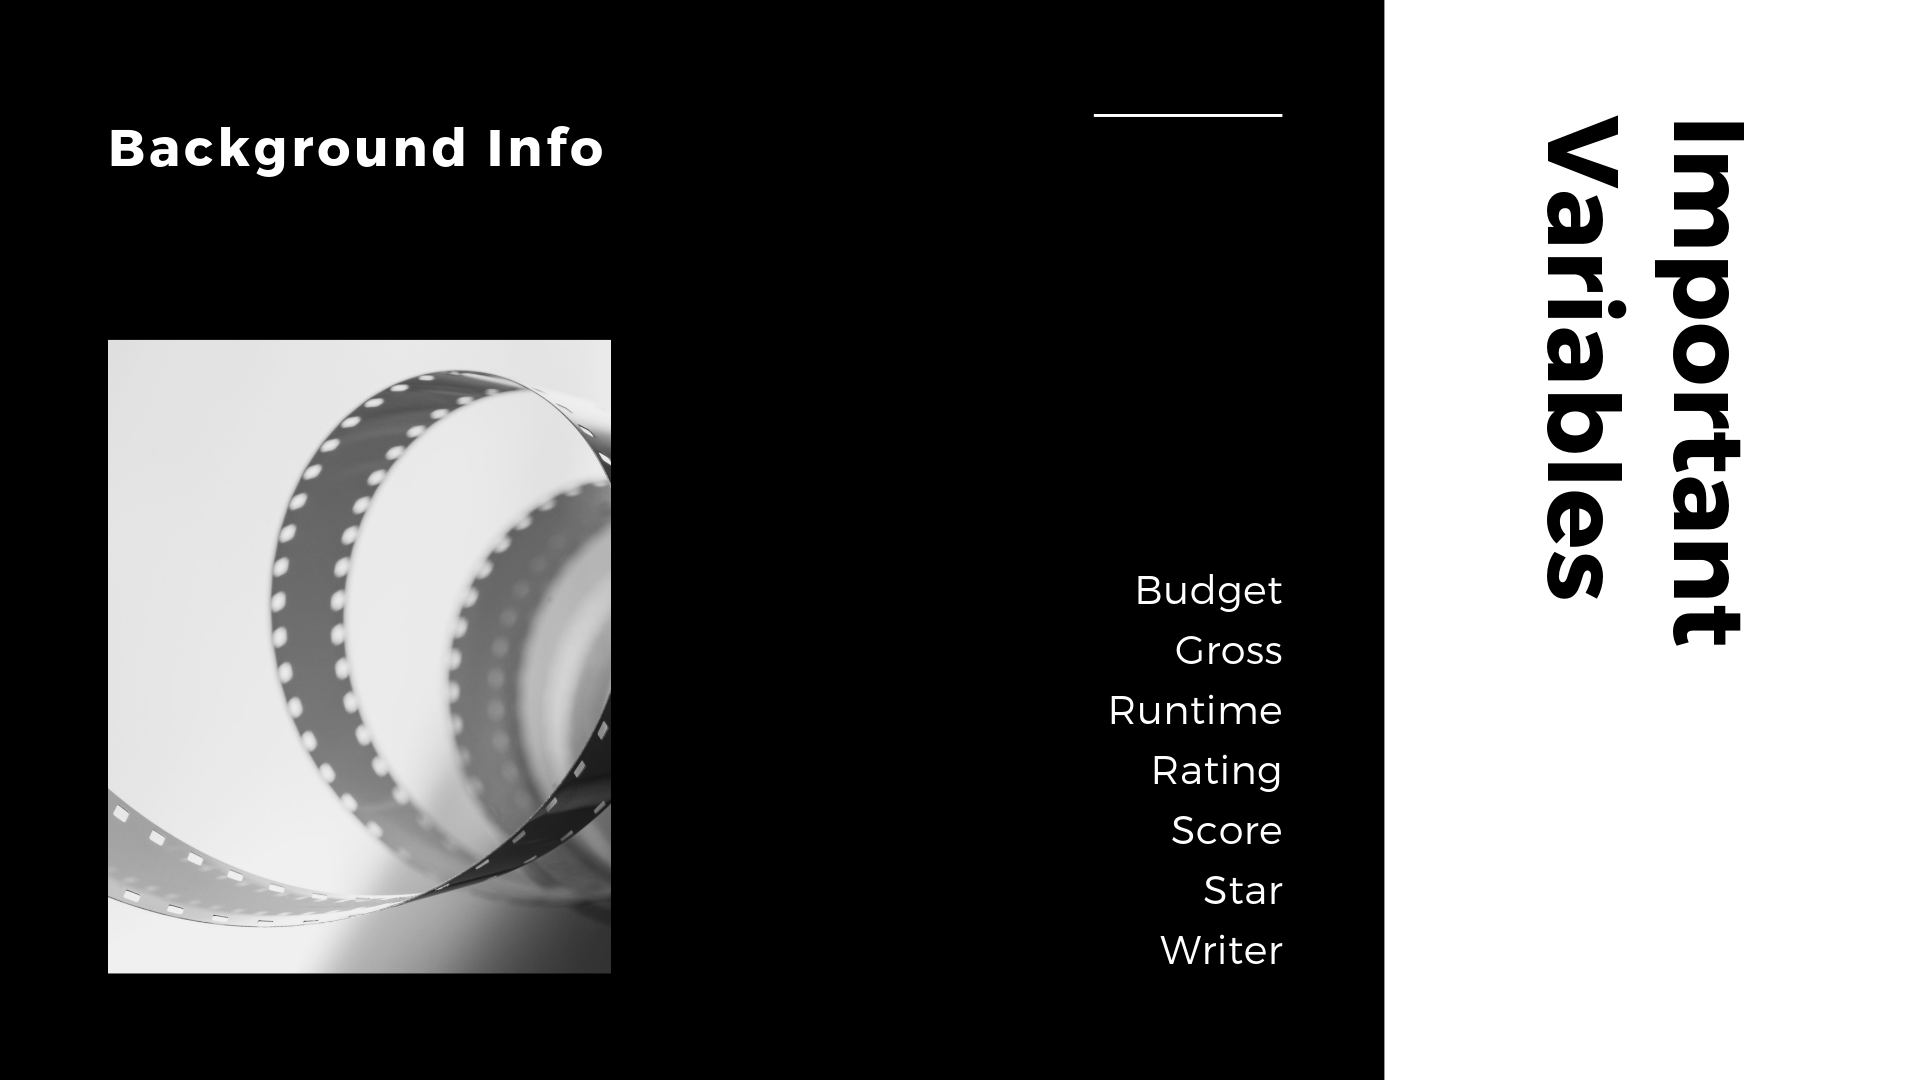 Background Info
Budget
Gross
Runtime
Rating
Score
Star
Writer
Important
Variables